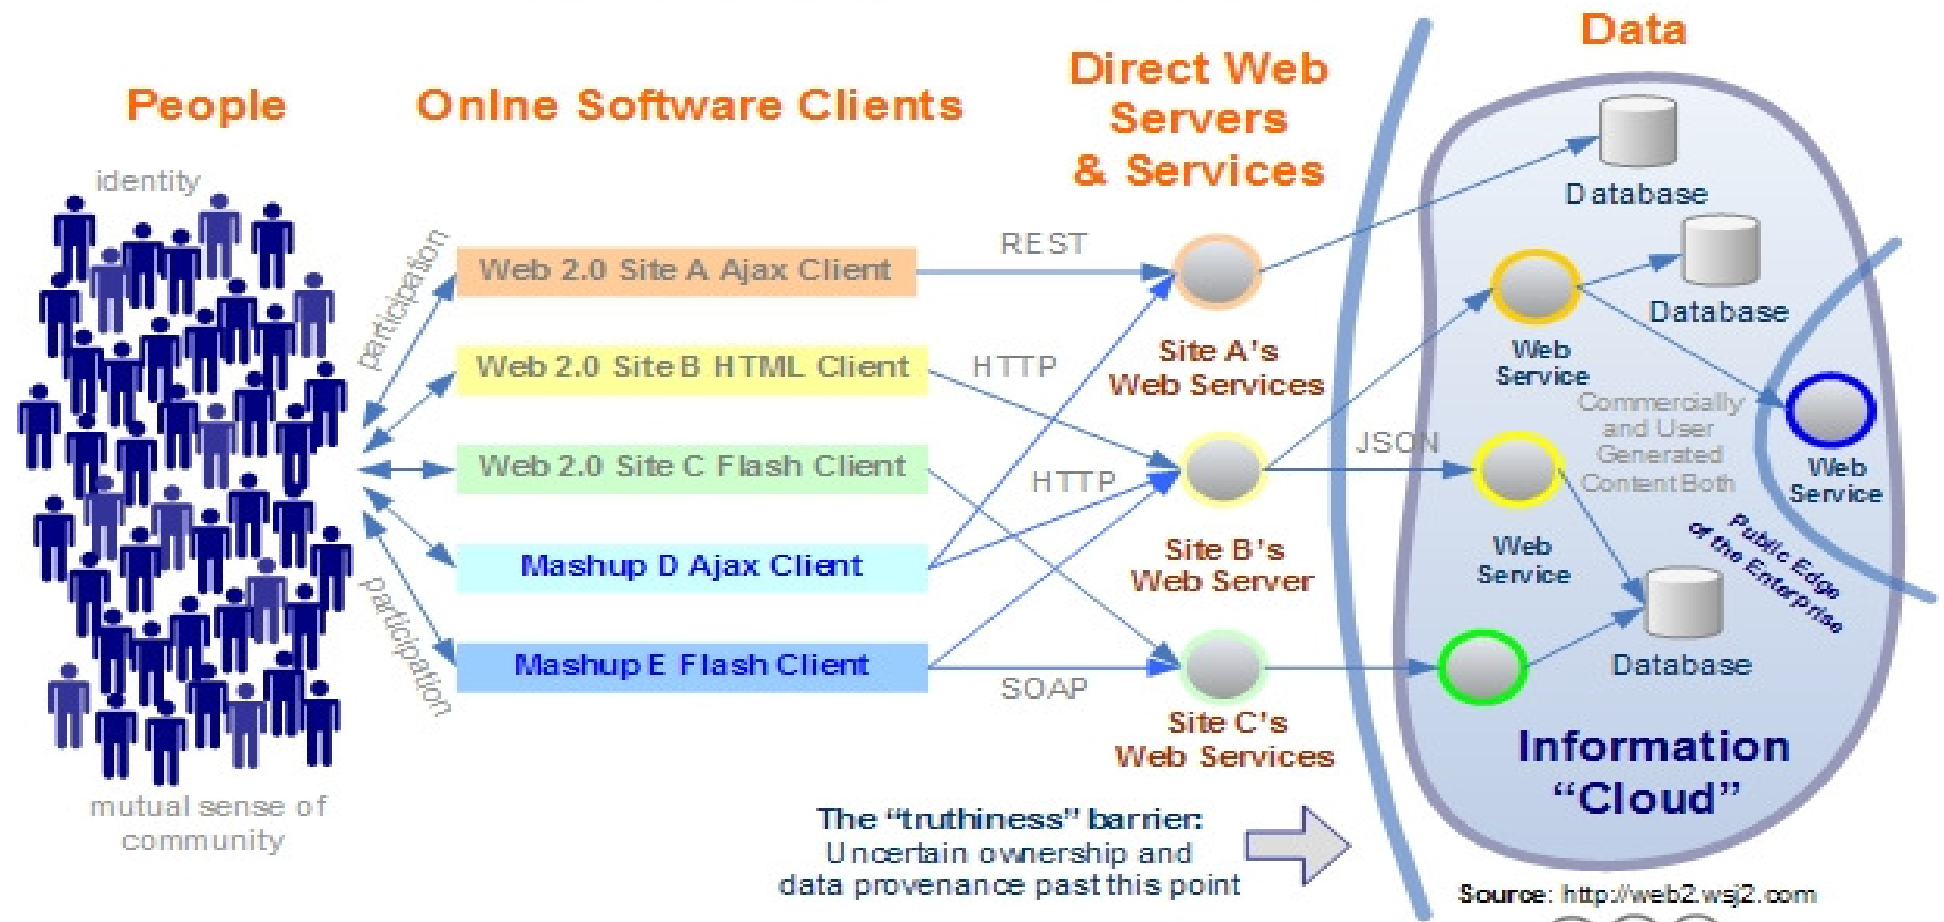 People
Onlne Software Clients
Direct Web
Servers
& Services
Data
identity
participation
participation
mutual sense of
community
Web 2.0 Site A Ajax Client
Web 2.0 Site B HTML Client
Web 2.0 Site C Flash Client
Mashup D Ajax Client
Mashup E Flash Client
REST
HTTP
HTTP
SOAP
Site A's
Web Services
Site B's
Web Server
Site C's
Web Services
JSON
Database
Database
Web
Service
Commercially
and User
Generated
Content Both
Web
Service
Web
Service
Public Edge
of the Enterprise
Database
Information
“Cloud”
The “truthiness” barrier:
Uncertain ownership and
data provenance past this point
Source: http://web2.wsj2.com